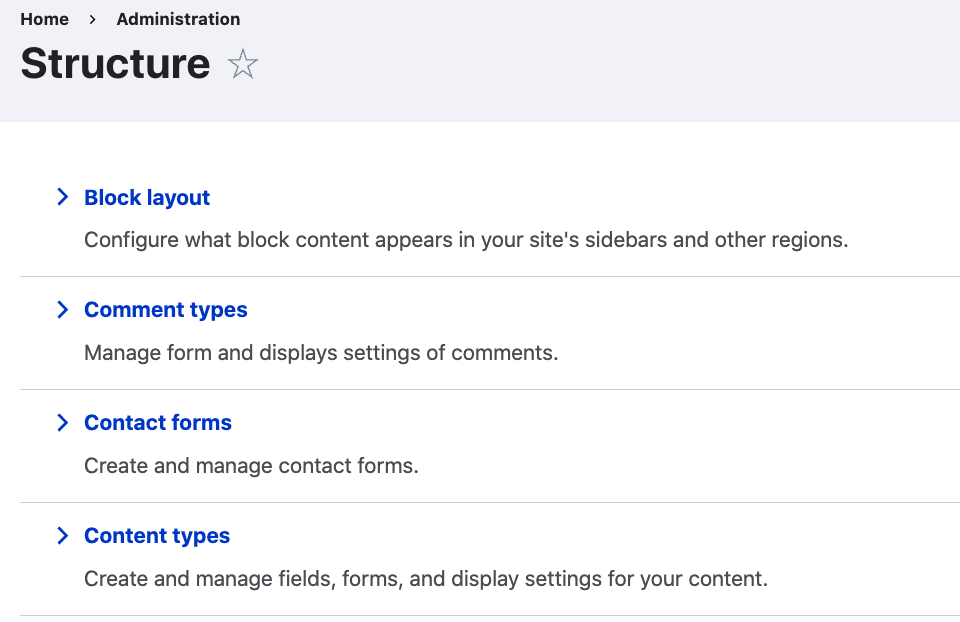 Home > Administration
Structure
Block layout
Configure what block content appears in your site's sidebars and other regions.
Comment types
Manage form and displays settings of comments.
Contact forms
Create and manage contact forms.
Content types
Create and manage fields, forms, and display settings for your content.